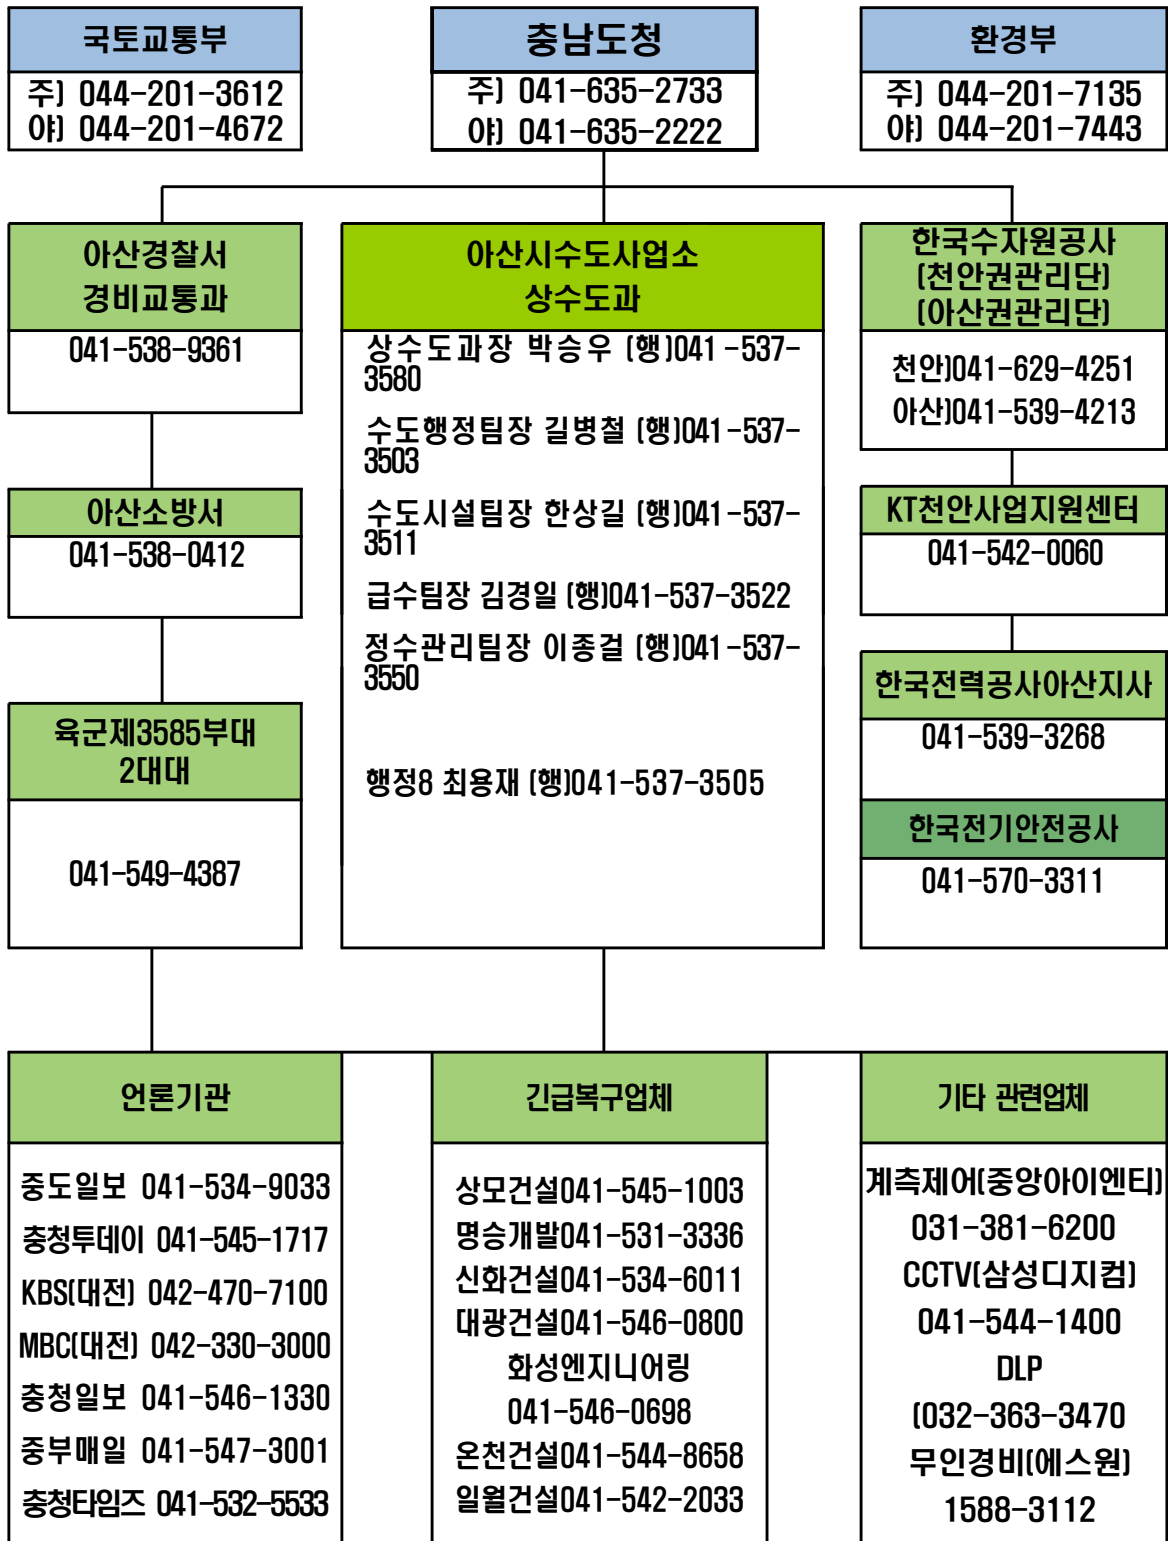 국토교통부
주) 044-201-3612
야) 044-201-4672
충남도청
주) 041-635-2733
야) 041-635-2222
환경부
주) 044-201-7135
야) 044-201-7443
아산경찰서
경비교통과
041-538-9361
아산소방서
041-538-0412
육군제3585부대
2대대
041-549-4387
아산시수도사업소
상수도과
상수도과장 박승우 (행)041-537-
3580
수도행정팀장 길병철 (행)041-537-
3503
수도시설팀장 한상길 (행)041-537-
3511
급수팀장 김경일 (행)041-537-3522
정수관리팀장 이종걸 (행)041-537-
3550
행정8 최용재 (행)041-537-3505
한국수자원공사
(천안권관리단)
(아산권관리단)
천안)041-629-4251
아산)041-539-4213
KT천안사업지원센터
041-542-0060
한국전력공사아산지사
041-539-3268
한국전기안전공사
041-570-3311
언론기관
중도일보 041-534-9033
충청투데이 041-545-1717
KBS(대전) 042-470-7100
MBC(대전) 042-330-3000
충청일보 041-546-1330
중부매일 041-547-3001
충청타임즈 041-532-5533
긴급복구업체
상모건설041-545-1003
명승개발041-531-3336
신화건설041-534-6011
대광건설041-546-0800
화성엔지니어링
041-546-0698
온천건설041-544-8658
일월건설041-542-2033
기타 관련업체
계측제어(중앙아이엔티)
031-381-6200
CCTV(삼성디지컴)
041-544-1400
DLP
(032-363-3470
무인경비(에스원)
1588-3112